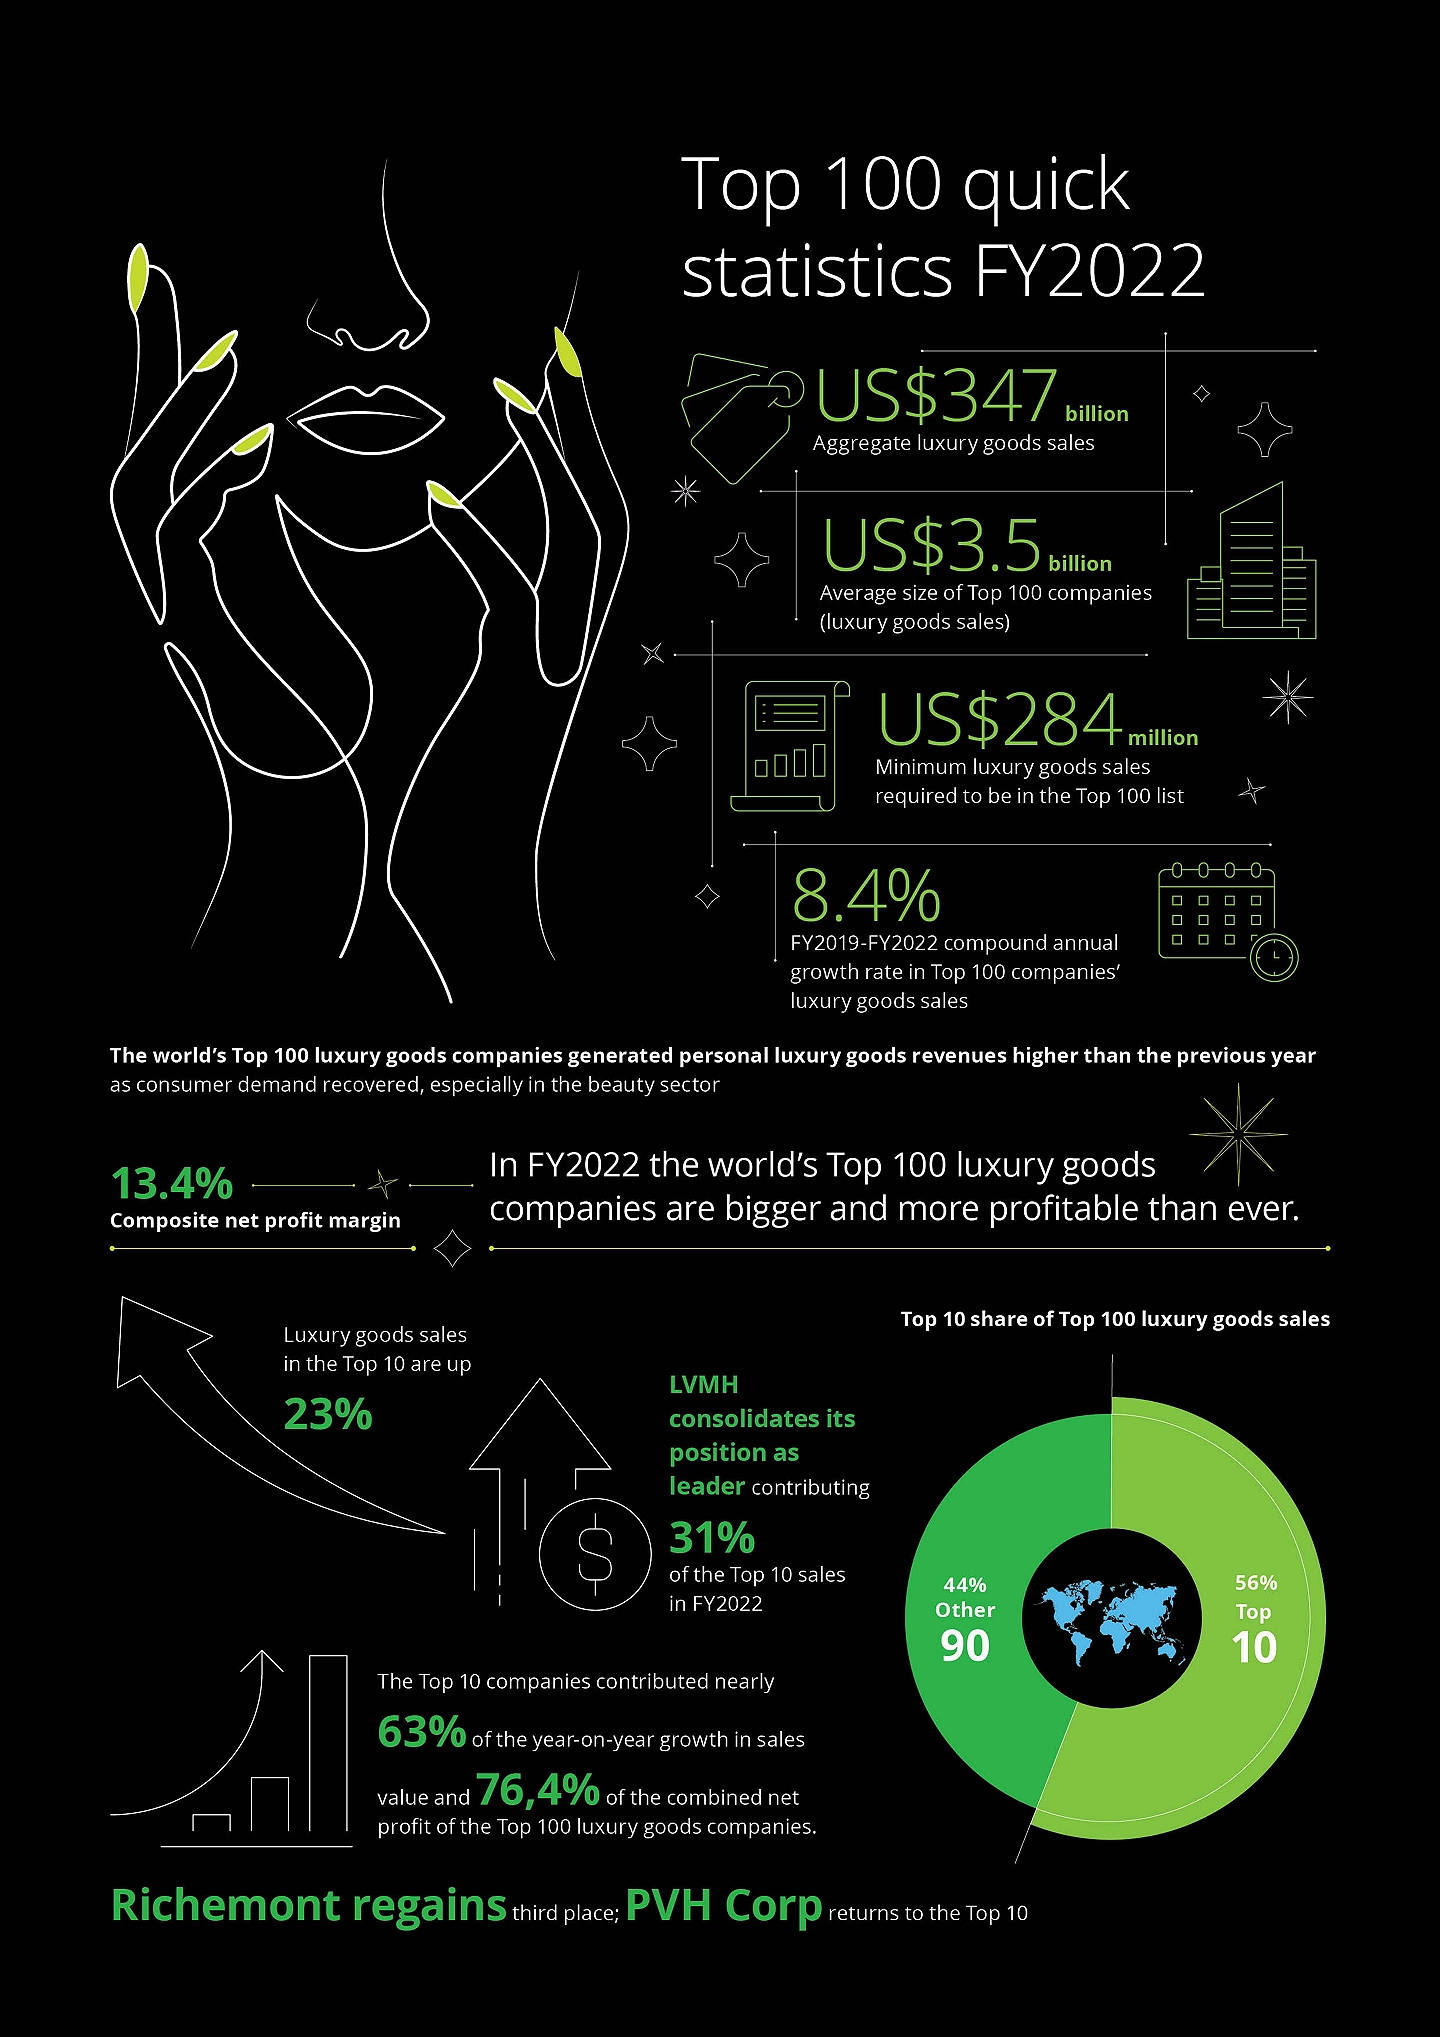 Top 100 quick
statistics FY2022
US$347 billion
Aggregate luxury goods sales
US$3.5 billion
Average size of Top 100 companies
(luxury goods sales)
US$284 million
Minimum luxury goods sales
required to be in the Top 100 list
8.4%
FY2019-FY2022 compound annual
growth rate in Top 100 companies’
luxury goods sales
The world’s Top 100 luxury goods companies generated personal luxury goods revenues higher than the previous year
as consumer demand recovered, especially in the beauty sector
13.4%
Composite net profit margin
In FY2022 the world’s Top 100 luxury goods
companies are bigger and more profitable than ever.
Luxury goods sales
in the Top 10 are up
23%
$
LVMH
consolidates its
position as
leader contributing
31%
of the Top 10 sales
in FY2022
Top 10 share of Top 100 luxury goods sales
44%
Other
90
56%
Top
10
The Top 10 companies contributed nearly
63% of the year-on-year growth in sales
value and 76,4% of the combined net
profit of the Top 100 luxury goods companies.
Richemont regains third place; PVH Corp returns to the Top 10